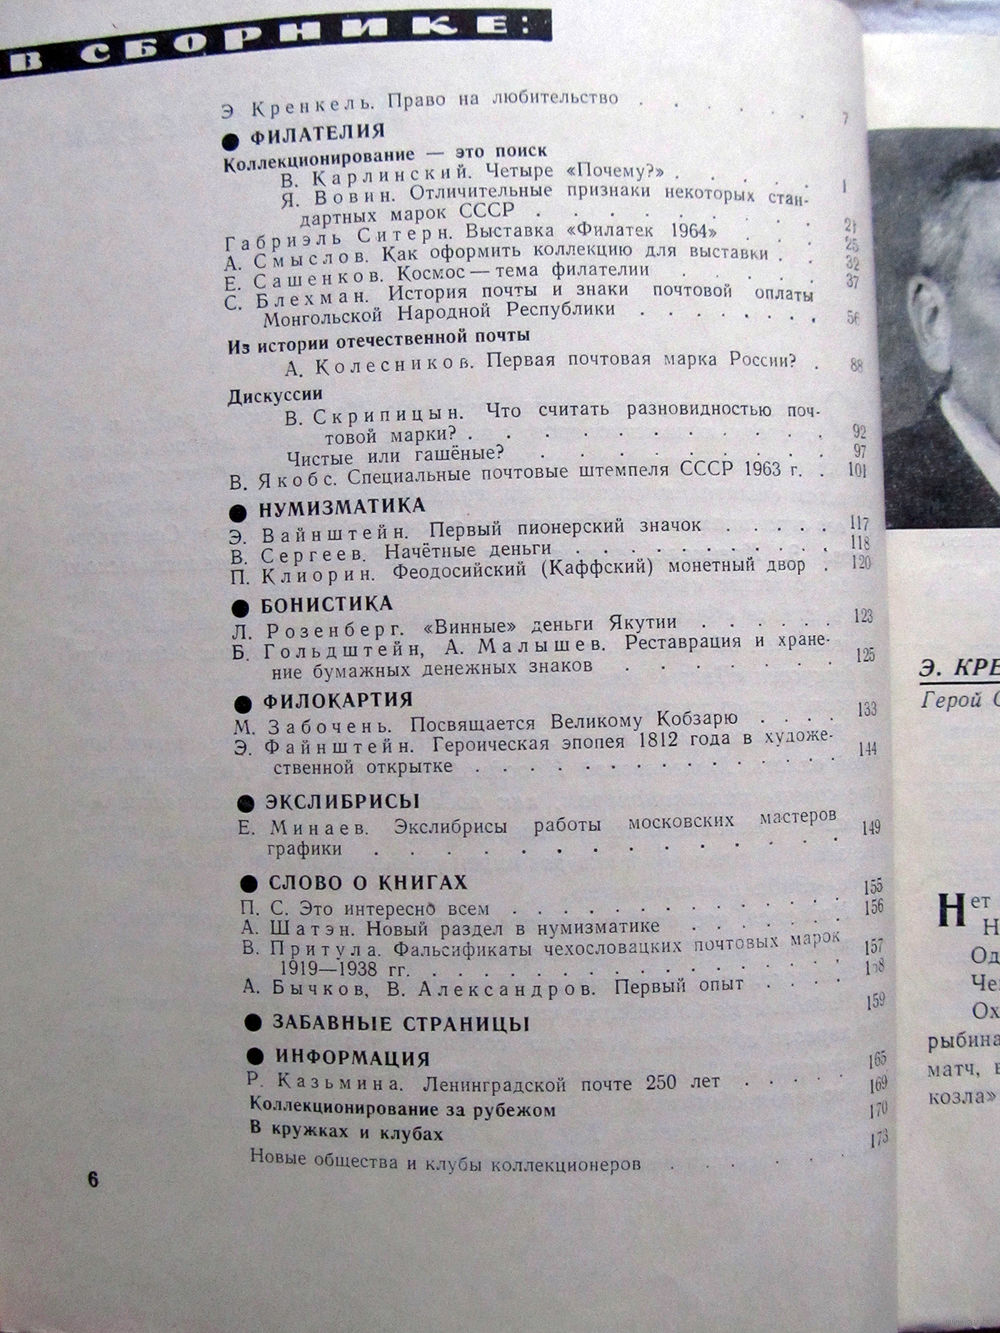 В СБОРНИКЕ:
Э Кренкель. Право на любительство . . . . . . 7
● ФИЛАТЕЛИЯ
Коллекционирование — это поиск
В. Карлинский. Четыре «Почему?» . . . . . .
Я. Вовин. Отличительные признаки некоторых стан-
дартных марок СССР . . . . . . . . 21
Габриэль Ситерн. Выставка «Филатек 1964» . . . 25
А. Смыслов. Как оформить коллекцию для выставки . . 32
Е. Сашенков. Космос — тема филателии . . . . . 37
С. Блехман. История почты и знаки почтовой оплаты
Монгольской Народной Республики . . . . . . 56
Из истории отечественной почты
А. Колесников. Первая почтовая марка России? . 88
Дискуссии
В. Скрипицын. Что считать разновидностью поч-
товой марки? . . . . . . . . . . 92
Чистые или гашёные? . . . . . . . . 97
В. Якобс. Специальные почтовые штемпеля СССР 1963 г. . 101
● НУМИЗМАТИКА
Э. Вайнштейн. Первый пионерский значок . . . . . 117
В. Сергеев. Начётные деньги . . . . . . . . . 118
П. Клиорин. Феодосийский (Каффский) монетный двор . 120
● БОНИСТИКА
Л. Розенберг. «Винные» деньги Якутии . . . . . . 123
Б. Гольдштейн, А. Малышев. Реставрация и хране-
ние бумажных денежных знаков . . . . . . . 125
● ФИЛОКАРТИЯ
М. Забочень. Посвящается Великому Кобзарю . . . . 133
Э. Файнштейн. Героическая эпопея 1812 года в художе-
ственной открытке . . . . . . . . . . . 144
● ЭКСЛИБРИСЫ
Е. Минаев. Экслибрисы работы московских мастеров
графики . . . . . . . . . . . . . 149
● СЛОВО О КНИГАХ
П. С. Это интересно всем . . . . . . . . . . . 155
А. Шатэн. Новый раздел в нумизматике . . . . . 156
В. Притула. Фальсификаты чехословацких почтовых марок
1919—1938 гг. . . . . . . . . . . . . 157
А. Бычков, В. Александров. Первый опыт . . . . 158
● ЗАБАВНЫЕ СТРАНИЦЫ 159
● ИНФОРМАЦИЯ
Р. Казьмина. Ленинградской почте 250 лет . . . . . 165
Коллекционирование за рубежом 169
В кружках и клубах 170
Новые общества и клубы коллекционеров . . . . . . 173
6
Э. КРЕ
Герой С
Нет
Н
Од
Че
Ох
рыбина
матч, в
козла»